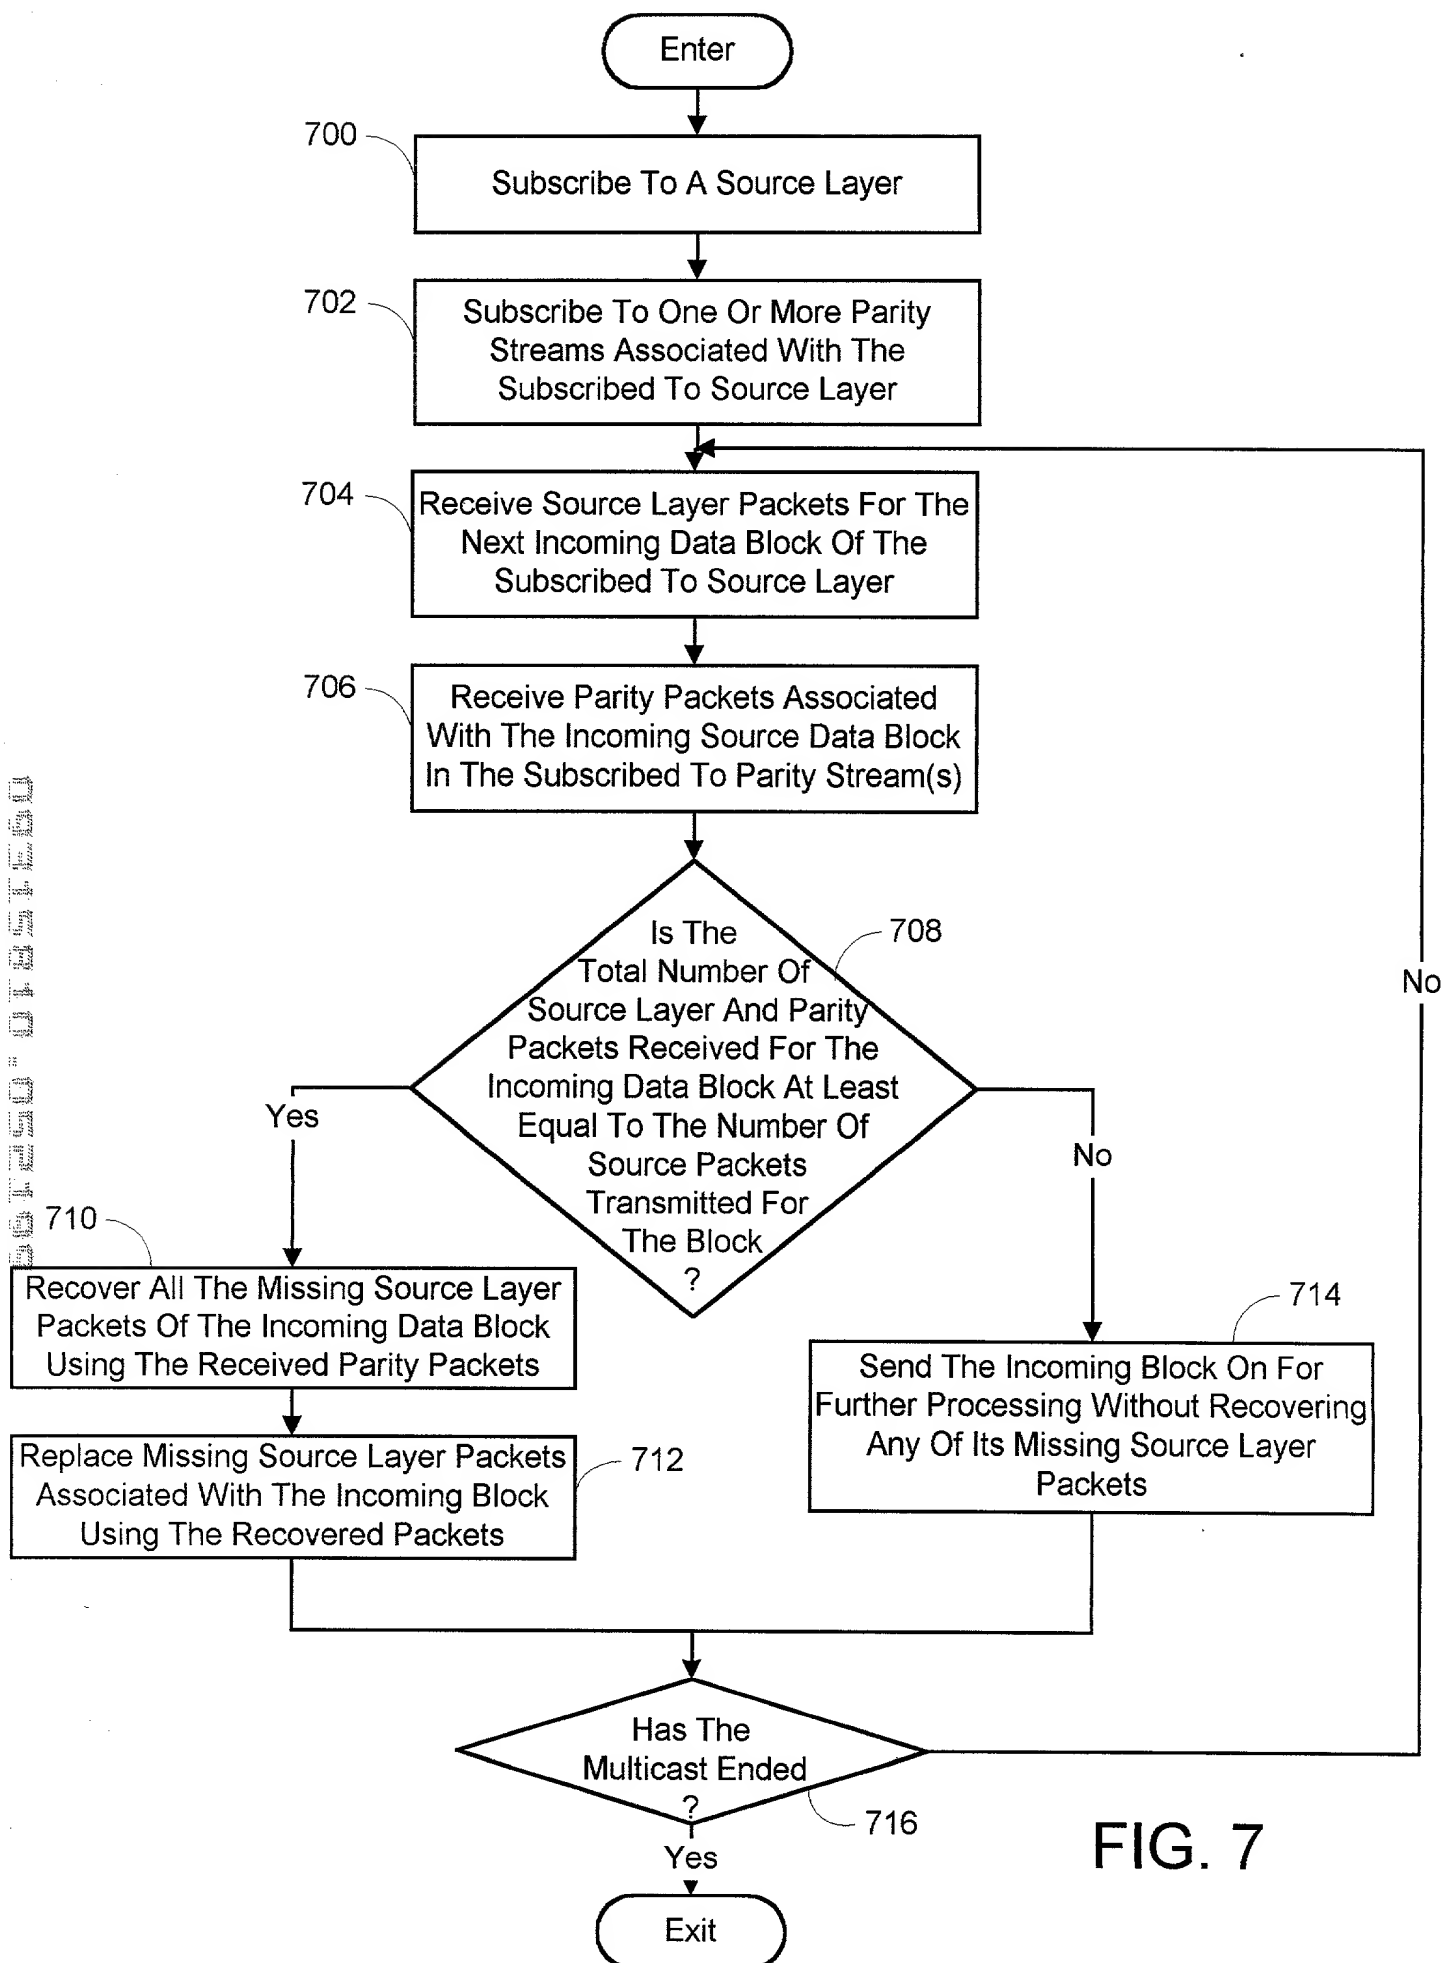 Enter
700
Subscribe To A Source Layer
702
Subscribe To One Or More Parity
Streams Associated With The
Subscribed To Source Layer
704
Receive Source Layer Packets For The
Next Incoming Data Block Of The
Subscribed To Source Layer
706
Receive Parity Packets Associated
With The Incoming Source Data Block
In The Subscribed To Parity Stream(s)
708
Is The
Total Number Of
Source Layer And Parity
Packets Received For The
Incoming Data Block At Least
Equal To The Number Of
Source Packets
Transmitted For
The Block
?
Yes
No
No
710
Recover All The Missing Source Layer
Packets Of The Incoming Data Block
Using The Received Parity Packets
712
Replace Missing Source Layer Packets
Associated With The Incoming Block
Using The Recovered Packets
714
Send The Incoming Block On For
Further Processing Without Recovering
Any Of Its Missing Source Layer
Packets
Has The
Multicast Ended
?
716
Yes
Exit
FIG. 7